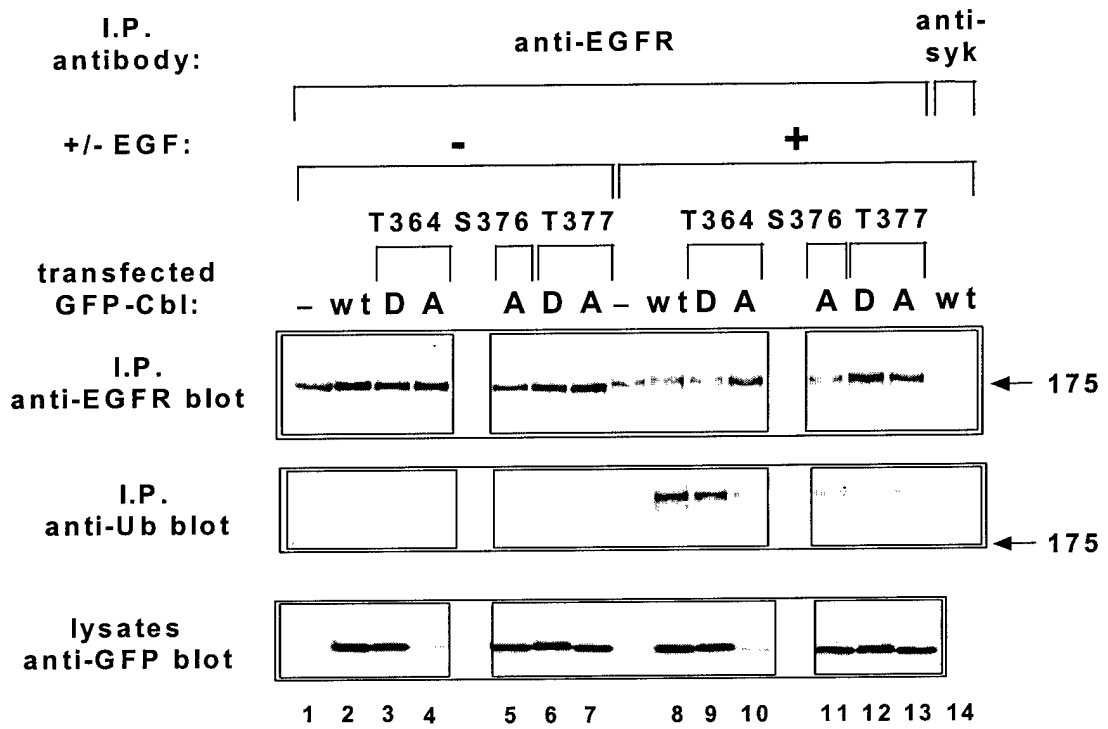 I.P.
antibody:
anti-EGFR
anti-
syk
+/- EGF:
- +
T364 S376 T377 T364 S376 T377
transfected
GFP-Cbl:
– wt D A A D A – wt D A A D A wt
I.P.
anti-EGFR blot
175
I.P.
anti-Ub blot
175
lysates
anti-GFP blot
1 2 3 4 5 6 7 8 9 10 11 12 13 14